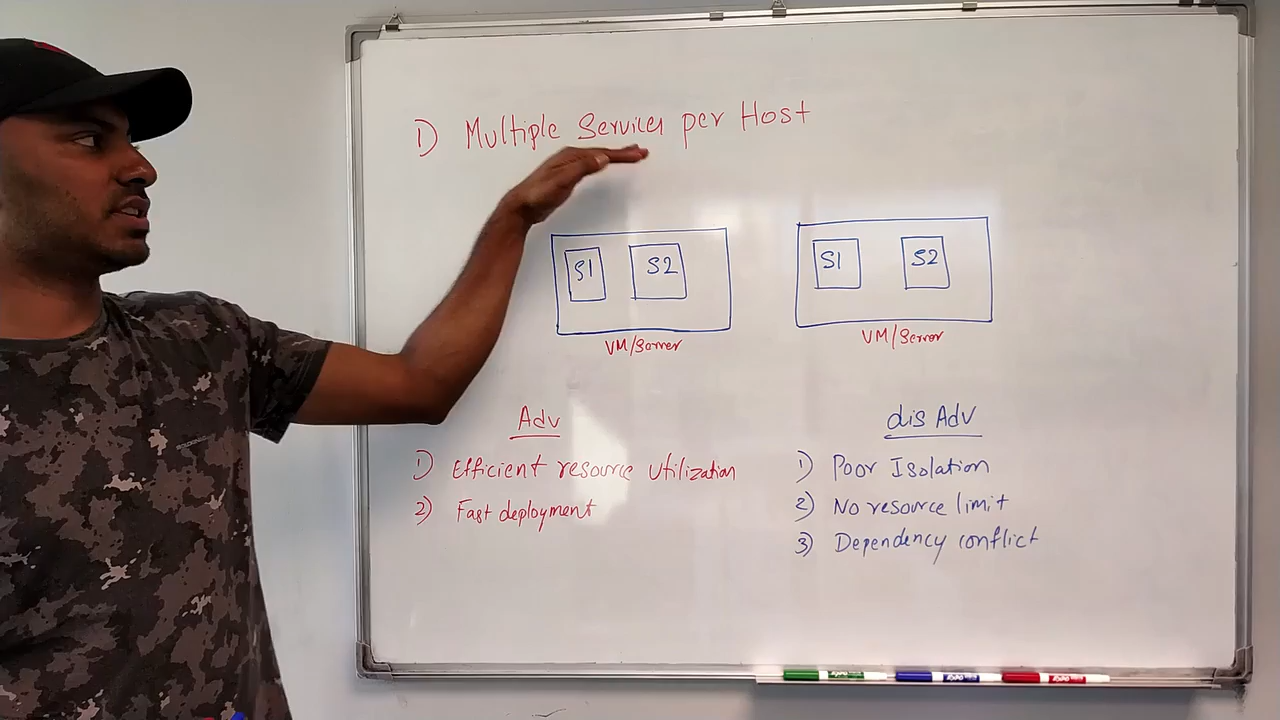 1) Multiple Services per Host
S1 S2
S1 S2
VM/Server
VM/Server
Adv
1) Efficient resource Utilization
2) Fast deployment
dis Adv
1) Poor Isolation
2) No resource limit
3) Dependency conflict